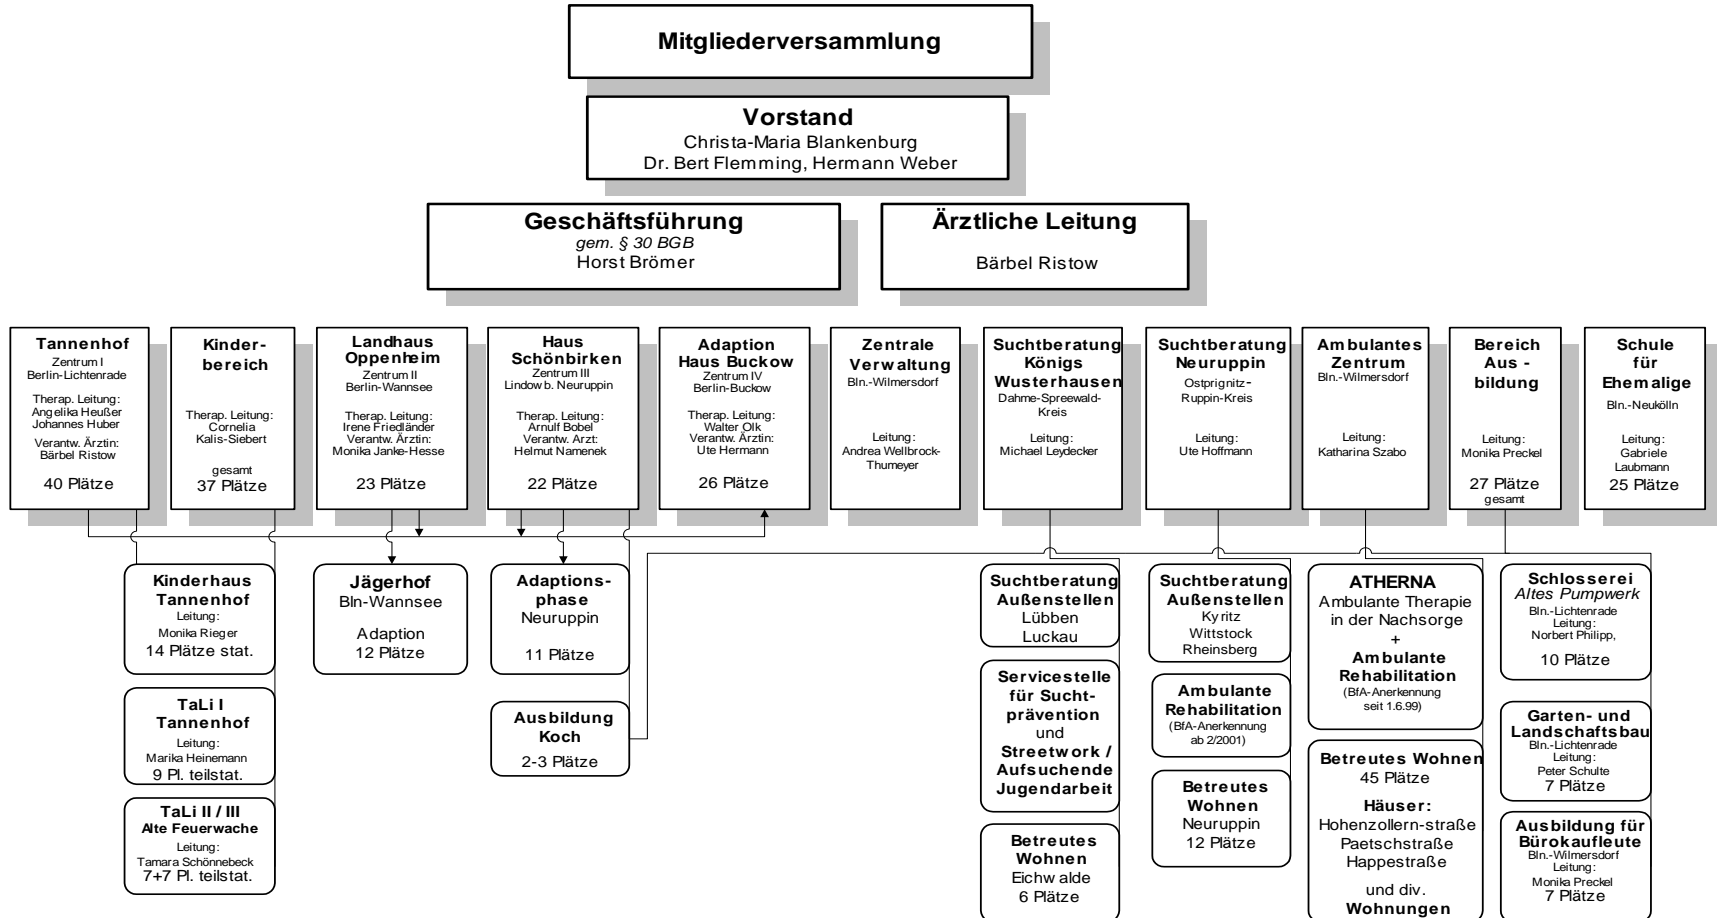 Mitgliederversammlung
Vorstand
Christa-Maria Blankenburg
Dr. Bert Flemming, Hermann Weber
Geschäftsführung
gem. § 30 BGB
Horst Brömer
Ärztliche Leitung
Bärbel Ristow
Tannenhof
Zentrum I
Berlin-Lichtenrade
Therap. Leitung:
Angelika Heußer
Johannes Huber
Verantw. Ärztin:
Bärbel Ristow
40 Plätze
Kinder-
bereich
Therap. Leitung:
Cornelia
Kalis-Siebert
gesamt
37 Plätze
Landhaus
Oppenheim
Zentrum II
Berlin-Wannsee
Therap. Leitung:
Irene Friedländer
Verantw. Ärztin:
Monika Janke-Hesse
23 Plätze
Haus
Schönbirken
Zentrum III
Lindow b. Neuruppin
Therap. Leitung:
Arnulf Bobel
Verantw. Arzt:
Helmut Namenek
22 Plätze
Adaption
Haus Buckow
Zentrum IV
Berlin-Buckow
Therap. Leitung:
Walter Olk
Verantw. Ärztin:
Ute Hermann
26 Plätze
Zentrale
Verwaltung
Bln.-Wilmersdorf
Leitung:
Andrea Wellbrock-
Thumeyer
Suchtberatung
Königs
Wusterhausen
Dahme-Spreewald-
Kreis
Leitung:
Michael Leydecker
Suchtberatung
Neuruppin
Ostprignitz-
Ruppin-Kreis
Leitung:
Ute Hoffmann
Ambulantes
Zentrum
Bln.-Wilmersdorf
Leitung:
Katharina Szabo
Bereich
Aus -
bildung
Leitung:
Monika Preckel
27 Plätze
gesamt
Schule
für
Ehemalige
Bln.-Neukölln
Leitung:
Gabriele
Laubmann
25 Plätze
Kinderhaus
Tannenhof
Leitung:
Monika Rieger
14 Plätze stat.
TaLi I
Tannenhof
Leitung:
Marika Heinemann
9 Pl. teilstat.
TaLi II / III
Alte Feuerwache
Leitung:
Tamara Schönnebeck
7+7 Pl. teilstat.
Jägerhof
Bln-Wannsee
Adaption
12 Plätze
Adaptions-
phase
Neuruppin
11 Plätze
Ausbildung
Koch
2-3 Plätze
Suchtberatung
Außenstellen
Lübben
Luckau
Servicestelle
für Sucht-
prävention
und
Streetwork /
Aufsuchende
Jugendarbeit
Betreutes
Wohnen
Eichwalde
6 Plätze
Suchtberatung
Außenstellen
Kyritz
Wittstock
Rheinsberg
Ambulante
Rehabilitation
(BfA-Anerkennung
ab 2/2001)
Betreutes
Wohnen
Neuruppin
12 Plätze
ATHERNA
Ambulante Therapie
in der Nachsorge
+
Ambulante
Rehabilitation
(BfA-Anerkennung
seit 1.6.99)
Betreutes Wohnen
45 Plätze
Häuser:
Hohenzollern-straße
Paetschstraße
Happestraße
und div.
Wohnungen
Schlosserei
Altes Pumpwerk
Bln.-Lichtenrade
Leitung:
Norbert Philipp,
10 Plätze
Garten- und
Landschaftsbau
Bln.-Lichtenrade
Leitung:
Peter Schulte
7 Plätze
Ausbildung für
Bürokaufleute
Bln.-Wilmersdorf
Leitung:
Monika Preckel
7 Plätze